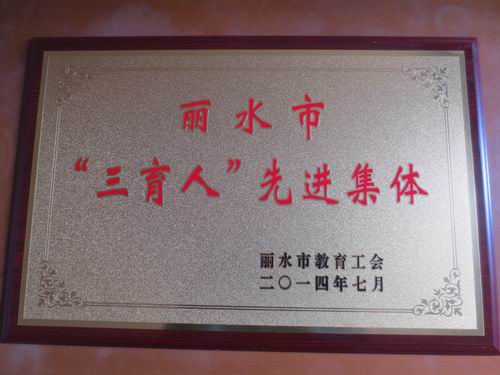 丽水市
“三育人”先进集体
丽水市教育工会
二〇一四年七月